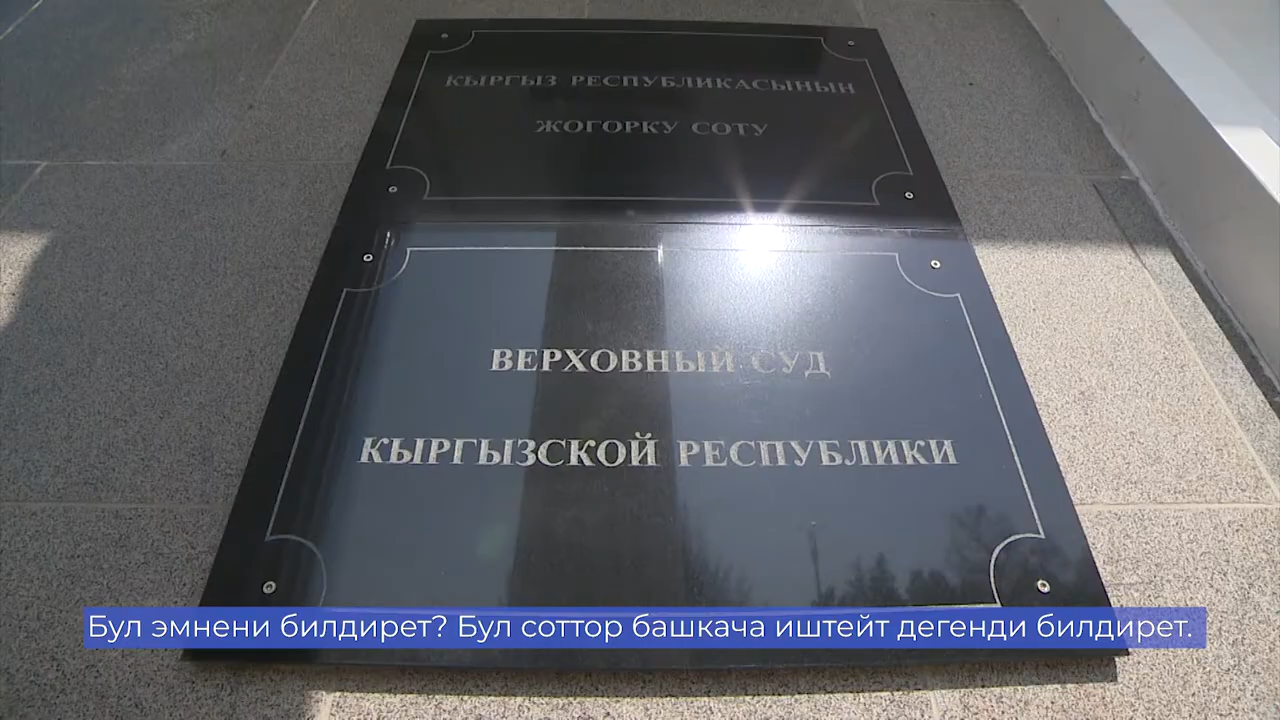 КЫРГЫЗ РЕСПУБЛИКАСЫНЫН
ЖОГОРКУ СОТУ
ВЕРХОВНЫЙ СУД
КЫРГЫЗСКОЙ РЕСПУБЛИКИ
Бул эмнени билдирет? Бул соттор башкача иштейт дегенди билдирет.